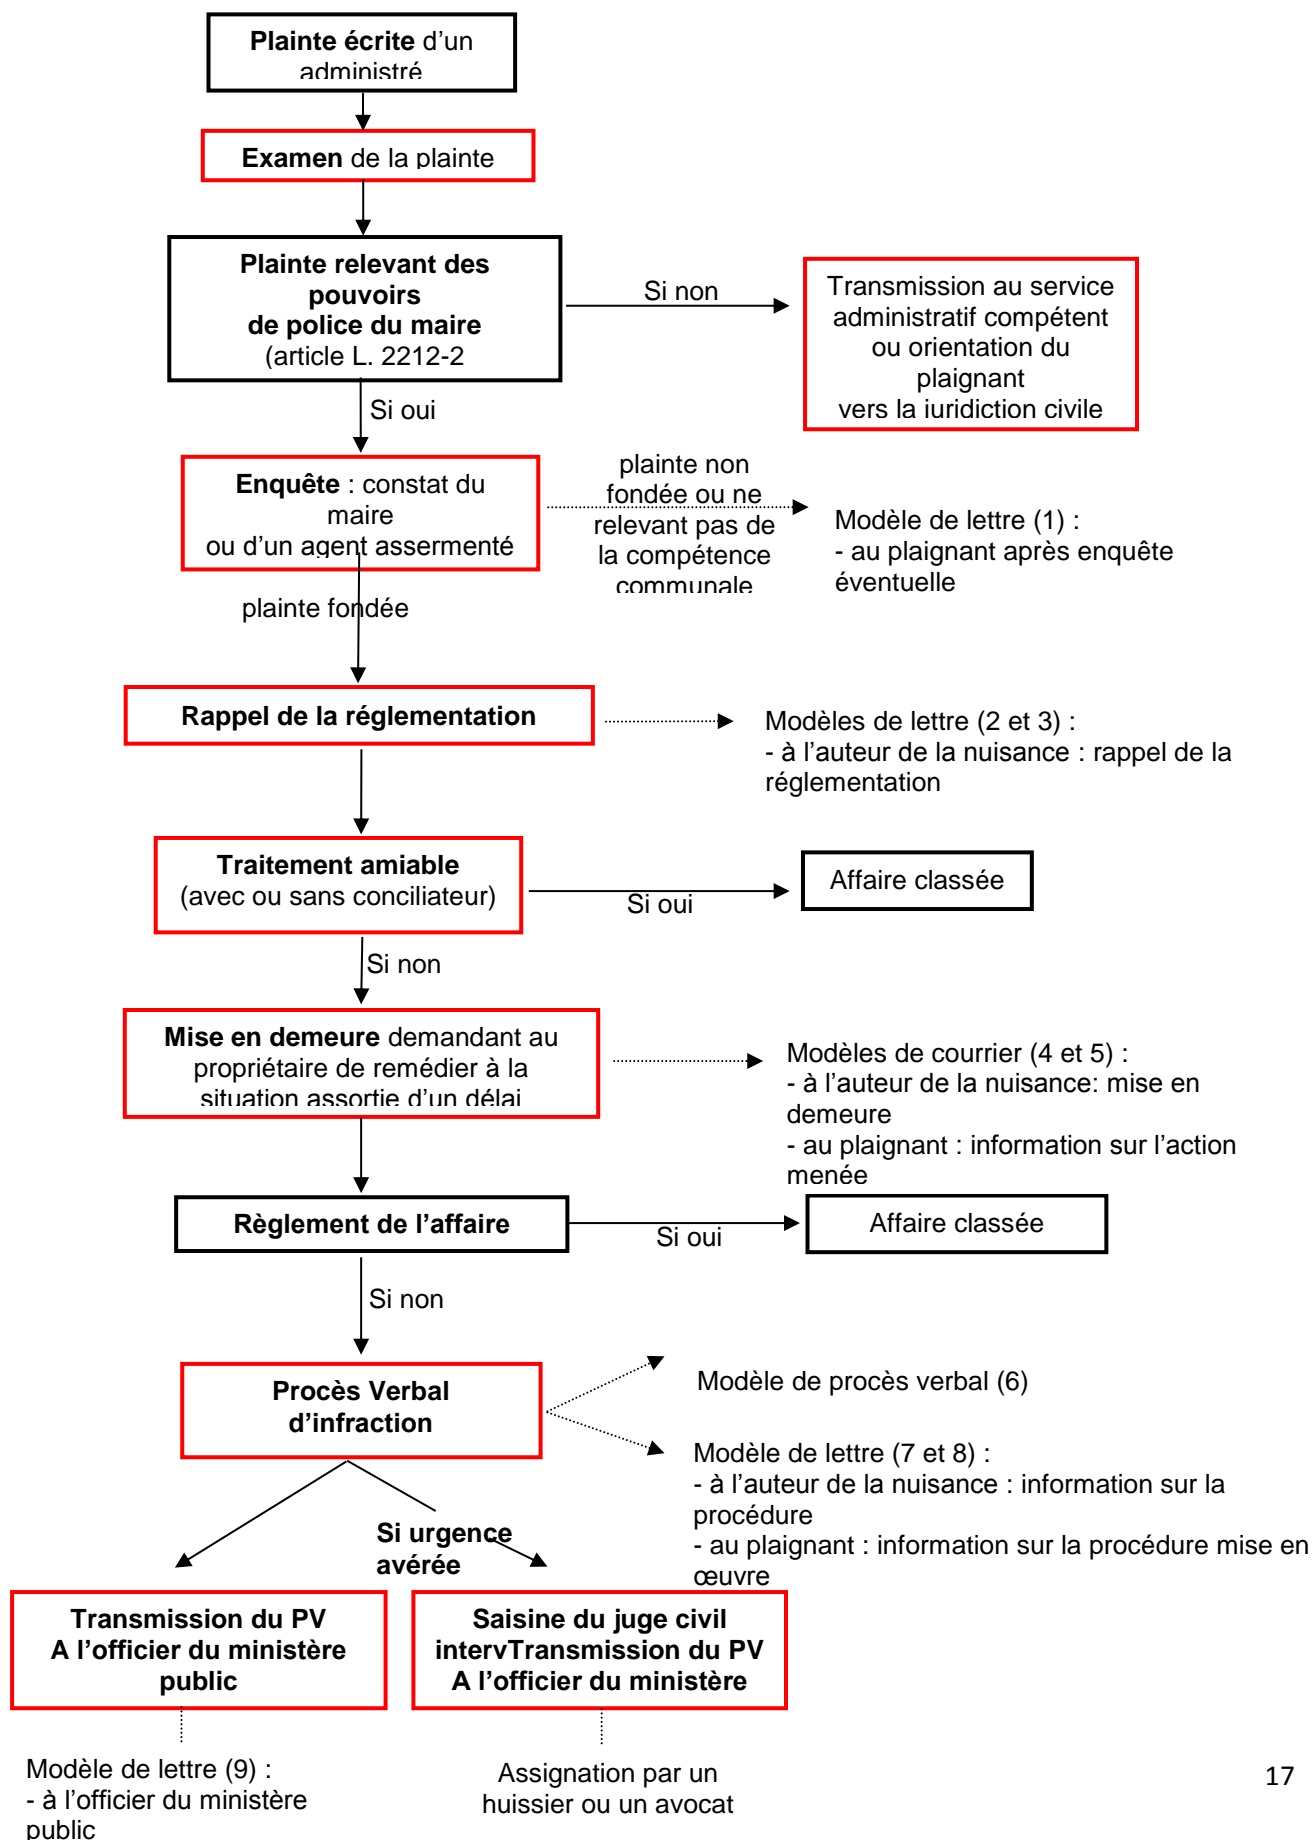 Plainte écrite d'un
administré
Examen de la plainte
Plainte relevant des
pouvoirs
de police du maire
(article L. 2212-2
Si non
Transmission au service
administratif compétent
ou orientation du
plaignant
vers la juridiction civile
Si oui
Enquête : constat du
maire
ou d'un agent assermenté
plainte non
fondée ou ne
relevant pas de
la compétence
communale
Modèle de lettre (1) :
- au plaignant après enquête
éventuelle
plainte fondée
Rappel de la réglementation
Modèles de lettre (2 et 3) :
- à l'auteur de la nuisance : rappel de la
réglementation
Traitement amiable
(avec ou sans conciliateur)
Si oui
Affaire classée
Si non
Mise en demeure demandant au
propriétaire de remédier à la
situation assortie d'un délai
Modèles de courrier (4 et 5) :
- à l'auteur de la nuisance: mise en
demeure
- au plaignant : information sur l'action
menée
Règlement de l'affaire
Si oui
Affaire classée
Si non
Procès Verbal
d'infraction
Modèle de procès verbal (6)
Modèle de lettre (7 et 8) :
- à l'auteur de la nuisance : information sur la
procédure
- au plaignant : information sur la procédure mise en
œuvre
Si urgence
avérée
Transmission du PV
A l'officier du ministère
public
Saisine du juge civil
intervTransmission du PV
A l'officier du ministère
Modèle de lettre (9) :
- à l'officier du ministère
public
Assignation par un
huissier ou un avocat
17